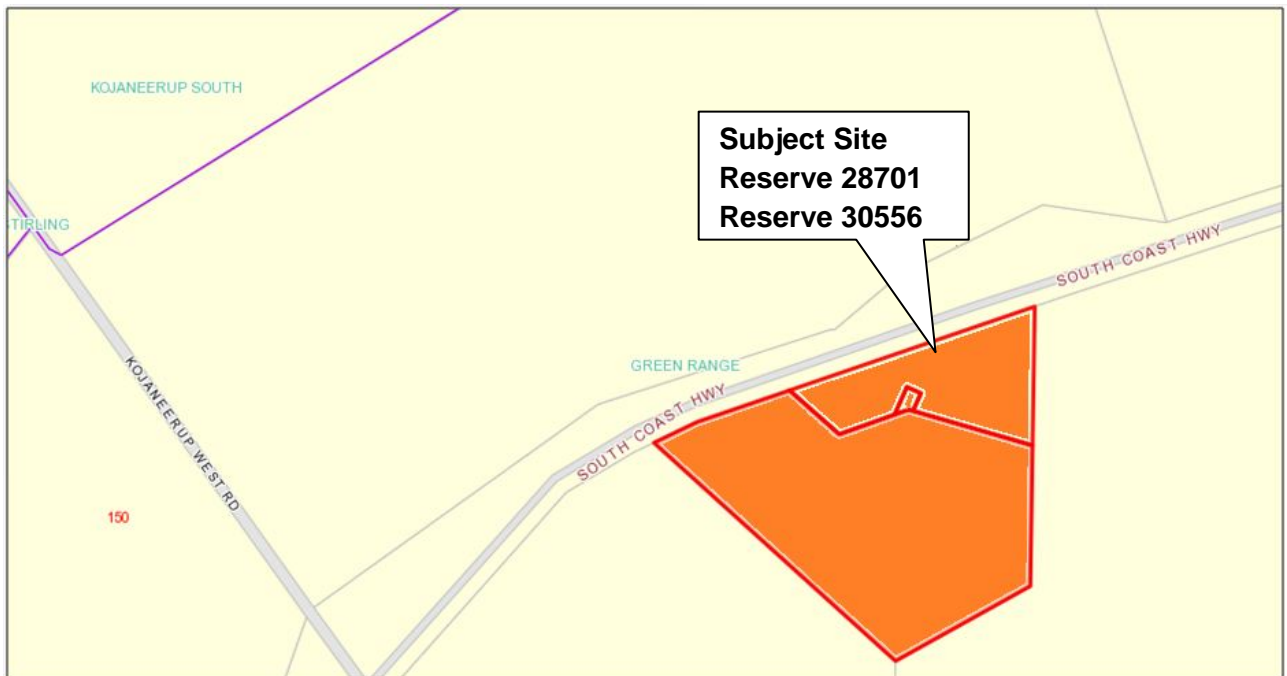 KOJANEERUP SOUTH
Subject Site
Reserve 28701
Reserve 30556
STIRLING
SOUTH COAST HWY
GREEN RANGE
KOJANEERUP WEST RD
SOUTH COAST HWY
150